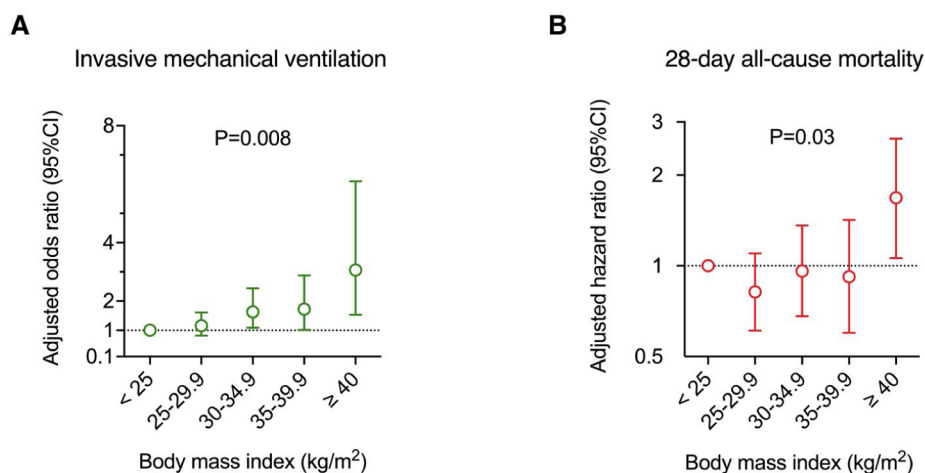 A
Invasive mechanical ventilation
Adjusted odds ratio (95%CI)
P=0.008
8
4
2
1
0.1
< 25
25-29.9
30-34.9
35-39.9
≥ 40
Body mass index (kg/m²)
B
28-day all-cause mortality
Adjusted hazard ratio (95%CI)
P=0.03
3
2
1
0.5
< 25
25-29.9
30-34.9
35-39.9
≥ 40
Body mass index (kg/m²)